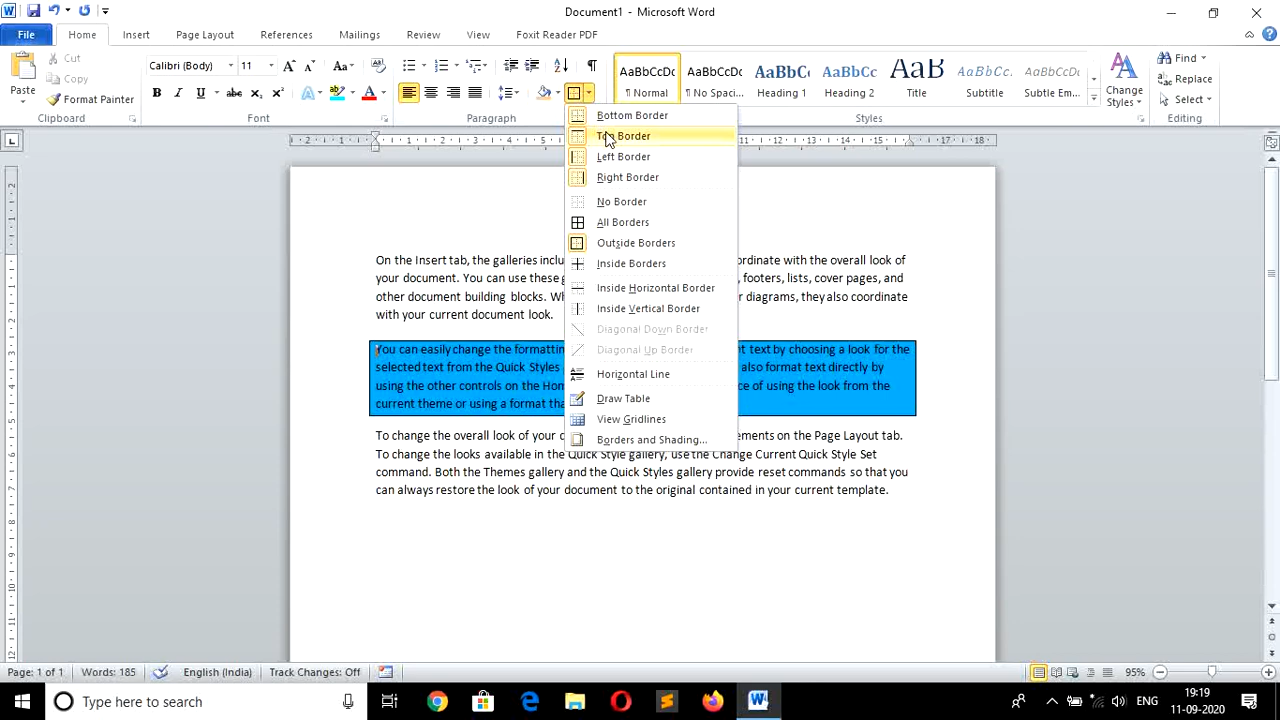 Document1 - Microsoft Word
File Home Insert Page Layout References Mailings Review View Foxit Reader PDF
Paste
Cut
Copy
Format Painter
Clipboard
Calibri (Body) 11
Font
Paragraph
AaBbCcDc AaBbCcDc AaBbCc AaBbCc AaB AaBbCc. AaBbCcDc
¶ Normal ¶ No Spaci... Heading 1 Heading 2 Title Subtitle Subtle Em...
Styles
Change
Styles
Find
Replace
Select
Editing
Bottom Border
Top Border
Left Border
Right Border
No Border
All Borders
Outside Borders
Inside Borders
Inside Horizontal Border
Inside Vertical Border
Diagonal Down Border
Diagonal Up Border
Horizontal Line
Draw Table
View Gridlines
Borders and Shading...
On the Insert tab, the galleries inclu ordinate with the overall look of
your document. You can use these g , footers, lists, cover pages, and
other document building blocks. Wh r diagrams, they also coordinate
with your current document look.
You can easily change the formattin t text by choosing a look for the
selected text from the Quick Styles also format text directly by
using the other controls on the Hom ce of using the look from the
current theme or using a format tha
To change the overall look of your ements on the Page Layout tab.
To change the looks available in the Quick Style gallery, use the Change Current Quick Style Set
command. Both the Themes gallery and the Quick Styles gallery provide reset commands so that you
can always restore the look of your document to the original contained in your current template.
Page: 1 of 1 Words: 185 English (India) Track Changes: Off 95%
Type here to search
ENG
19:19
11-09-2020